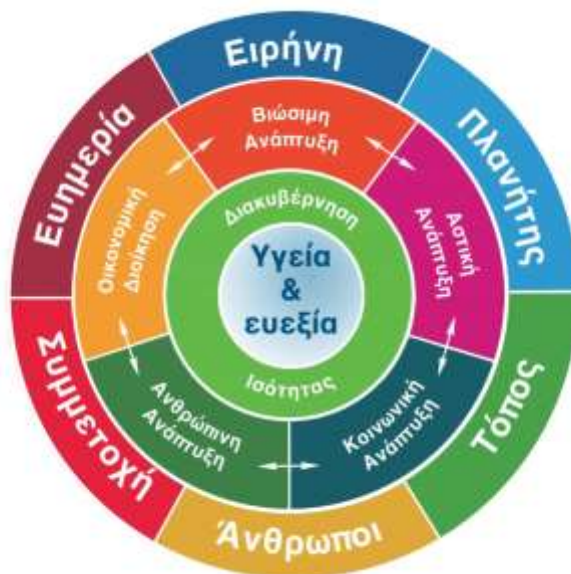 Ειρήνη
Πλανήτης
Τόπος
Άνθρωποι
Συμμετοχή
Ευημερία
Βιώσιμη
Ανάπτυξη
Αστική
Ανάπτυξη
Κοινωνική
Ανάπτυξη
Ανθρώπινη
Ανάπτυξη
Οικονομική
Διοίκηση
Διακυβέρνηση
Ισότητας
Υγεία
&
ευεξία